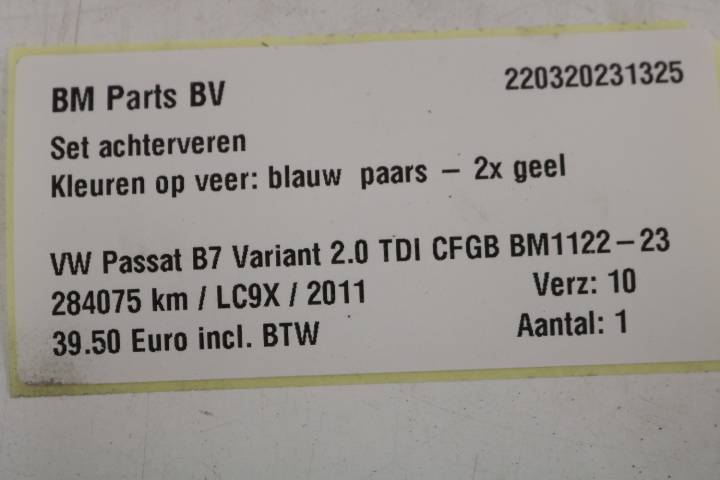 BM Parts BV 220320231325
Set achterveren
Kleuren op veer: blauw paars – 2x geel
VW Passat B7 Variant 2.0 TDI CFGB BM1122–23
284075 km / LC9X / 2011 Verz: 10
39.50 Euro incl. BTW Aantal: 1